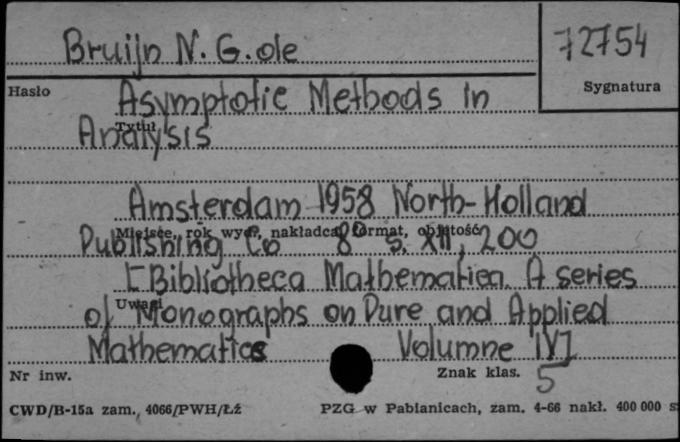 Bruijn N. G. de
72754
Hasło
Sygnatura
Asymptotic Methods in
Tytuł
Analysis
Amsterdam 1958 North-Holland
Miejsce, rok wyd., nakładca, format, objętość
Publishing Co 8° s. XII, 200
[Bibliotheca Mathematica. A series
Uwagi
of Monographs on Pure and Applied
Mathematics Volumne IV]
Nr inw.
Znak klas. 5
CWD/B-15a zam. 4066/PWH/Łź
PZG w Pabianicach, zam. 4-66 nakł. 400 000 s